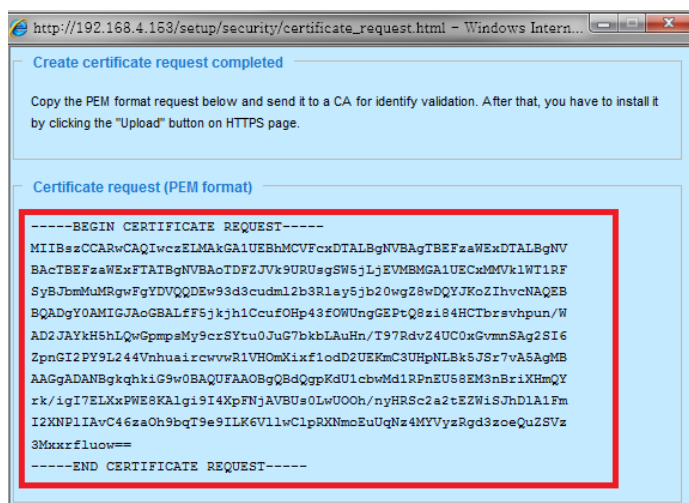 http://192.168.4.153/setup/security/certificate_request.html - Windows Intern...
Create certificate request completed
Copy the PEM format request below and send it to a CA for identify validation. After that, you have to install it
by clicking the "Upload" button on HTTPS page.
Certificate request (PEM format)
-----BEGIN CERTIFICATE REQUEST-----
MIIBszCCARwCAQIwczELMAkGA1UEBhMCVFcxDTALBgNVBAgTBEFzaWExDTALBgNV
BAcTBEFzaWExFTATBgNVBAoTDFZJVk9URUsgSW5jLjEVMBMGA1UECxMMVklWT1RF
SyBJbmMuMRgwFgYDVQQDEw93d3cudml2b3Rlay5jb20wgZ8wDQYJKoZIhvcNAQEB
BQADgY0AMIGJAoGBALfF5jkjh1CcufOHp43fOWUngGEPtQ8zi84HCTbrsvhpun/W
AD2JAYkH5hLQwGpmpsMy9crSYtu0JuG7bkbLAuHn/T97RdvZ4UC0xGvmnSAg2SI6
ZpnGI2PY9L244VnhuaircwvwR1VHOmXixf1odD2UEKmC3UHpNLBk5JSr7vA5AgMB
AAGgADANBgkqhkiG9w0BAQUFAAOBgQBdQgpKdU1cbwMd1RPnEU58EM3nBriXHmQY
rk/igI7ELXxPWE8KAlgi9I4XpFNjAVBUs0LwUOOh/nyHRSc2a2tEZWiSJhDlA1Fm
I2XNPlIAvC46zaOh9bqT9e9ILK6VllwClpRXNmoEuUqNz4MYVyzRgd3zoeQuZSVz
3Mxxrfluow==
-----END CERTIFICATE REQUEST-----